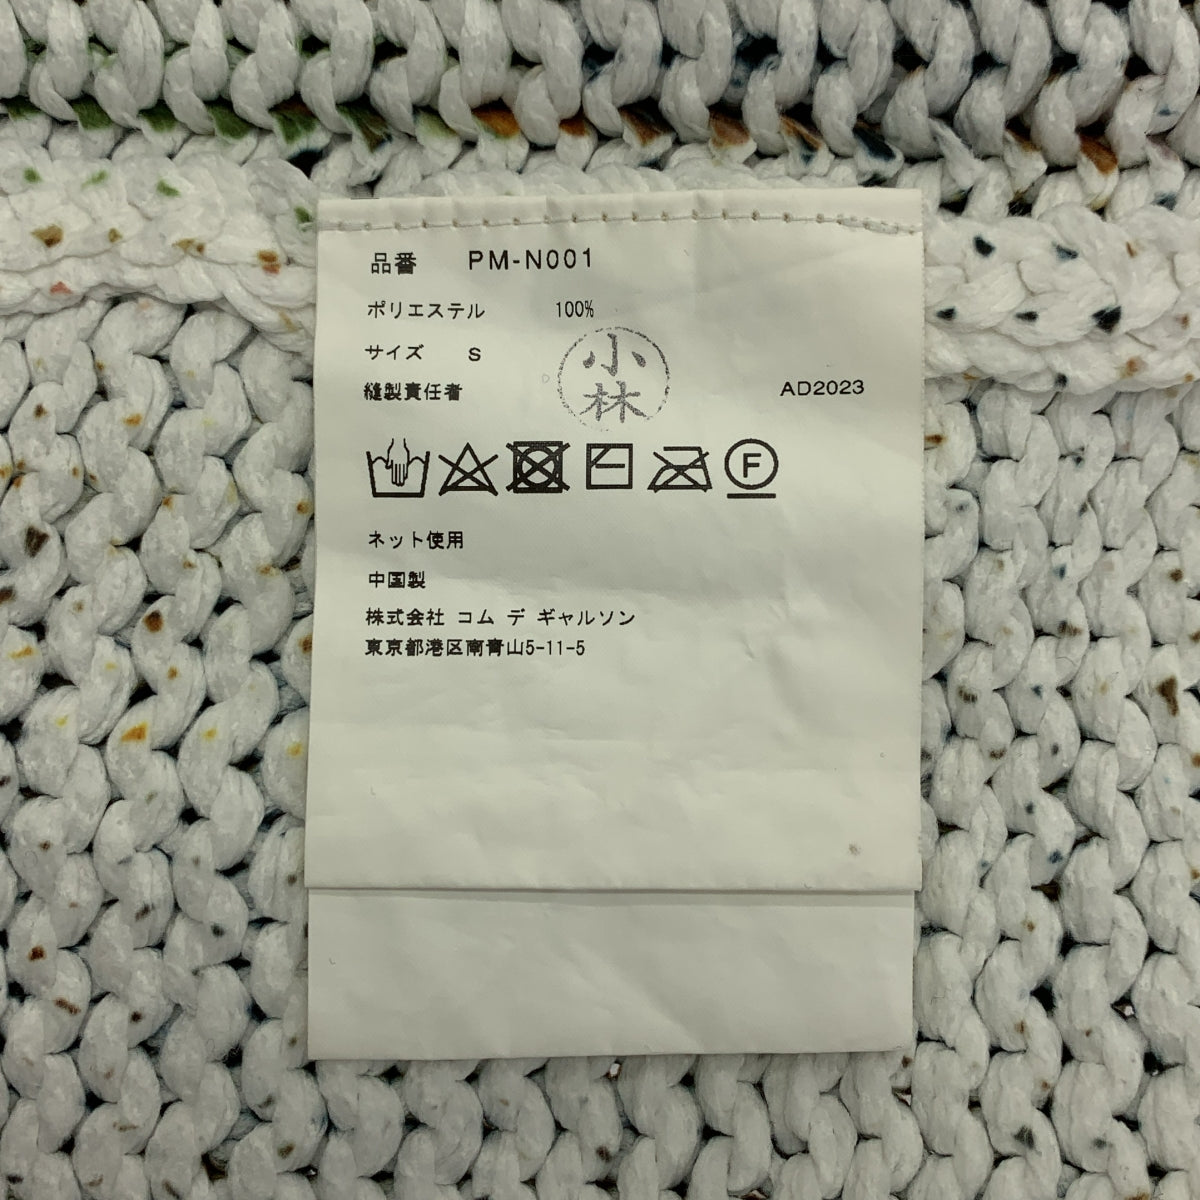 品番 PM-N001
ポリエステル 100%
サイズ S
小林
縫製責任者 AD2023
F
ネット使用
中国製
株式会社 コム デ ギャルソン
東京都港区南青山5-11-5